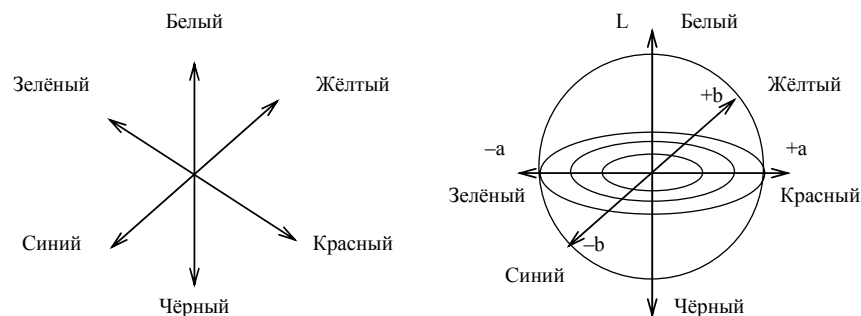 Белый
Зелёный
Жёлтый
Синий
Красный
Чёрный
L
Белый
Жёлтый
+b
–a
+a
Зелёный
Красный
–b
Синий
Чёрный